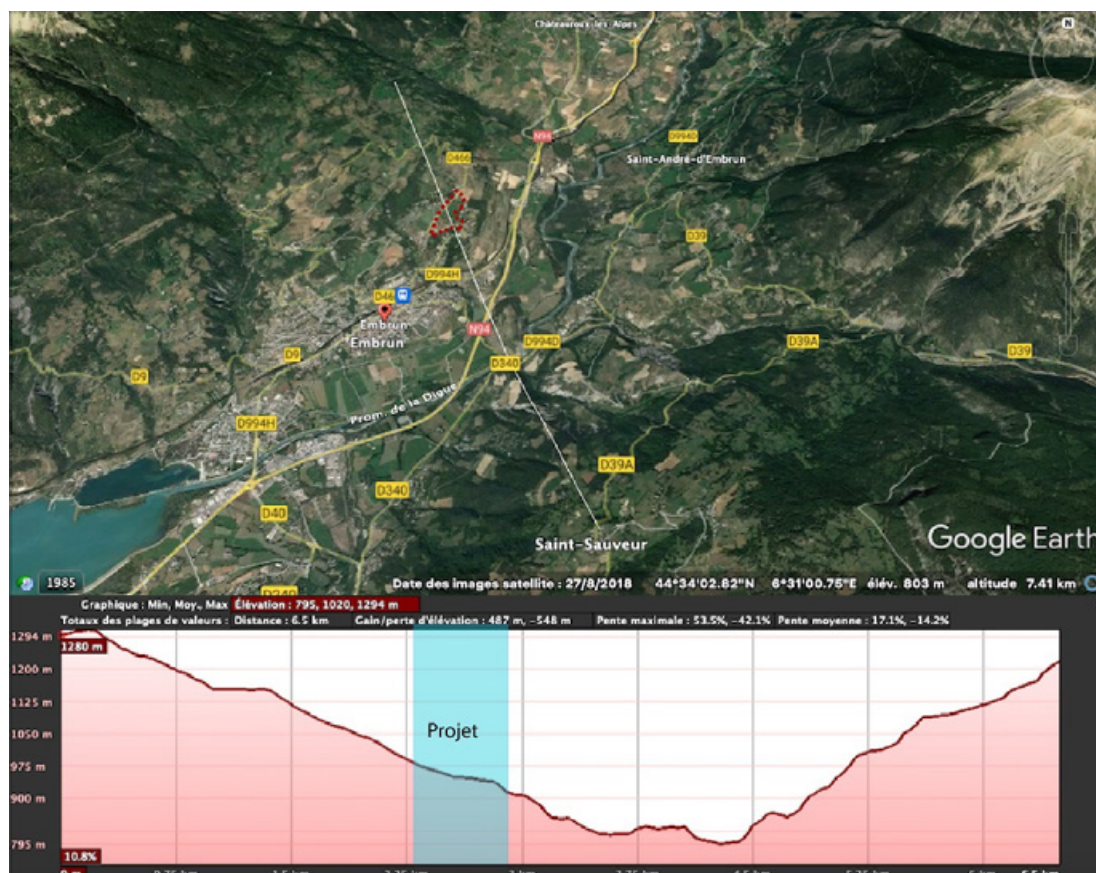 Châteauroux-les-Alpes
N
N94
D994D
Saint-André-d'Embrun
D466
D39
D994H
D46
Embrun
Embrun
N94
D994D
D39A
D39
D9
D340
D9
Prom. de la Digue
D994H
D39A
D340
D40
Saint-Sauveur
Google Earth
1985
Date des images satellite : 27/8/2018 44°34'02.82"N 6°31'00.75"E élév. 803 m altitude 7.41 km
D340
Graphique : Min, Moy., Max Élévation : 795, 1020, 1294 m
Totaux des plages de valeurs : Distance : 6.5 km Gain/perte d'élévation : 487 m, -548 m Pente maximale : 53.5%, -42.1% Pente moyenne : 17.1%, -14.2%
1294 m
1280 m
1200 m
1125 m
1050 m
Projet
975 m
900 m
795 m
10.8%